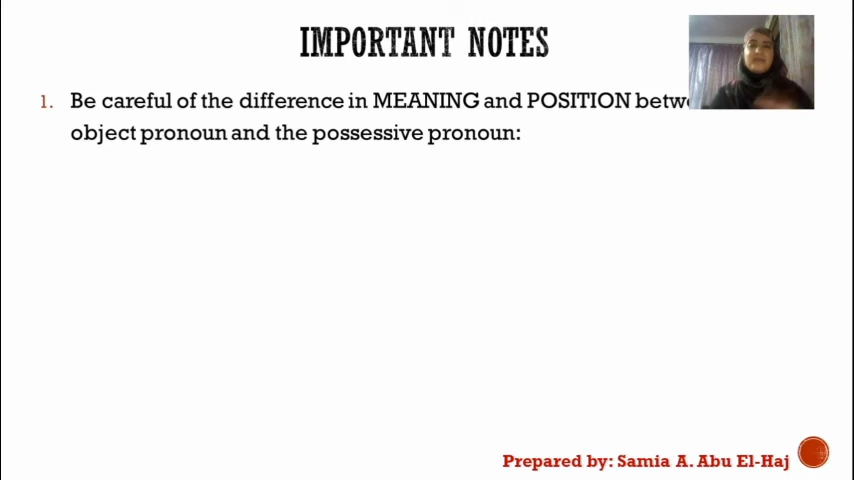 IMPORTANT NOTES
1. Be careful of the difference in MEANING and POSITION
object pronoun and the possessive pronoun:
Prepared by: Samia A. Abu El-Haj